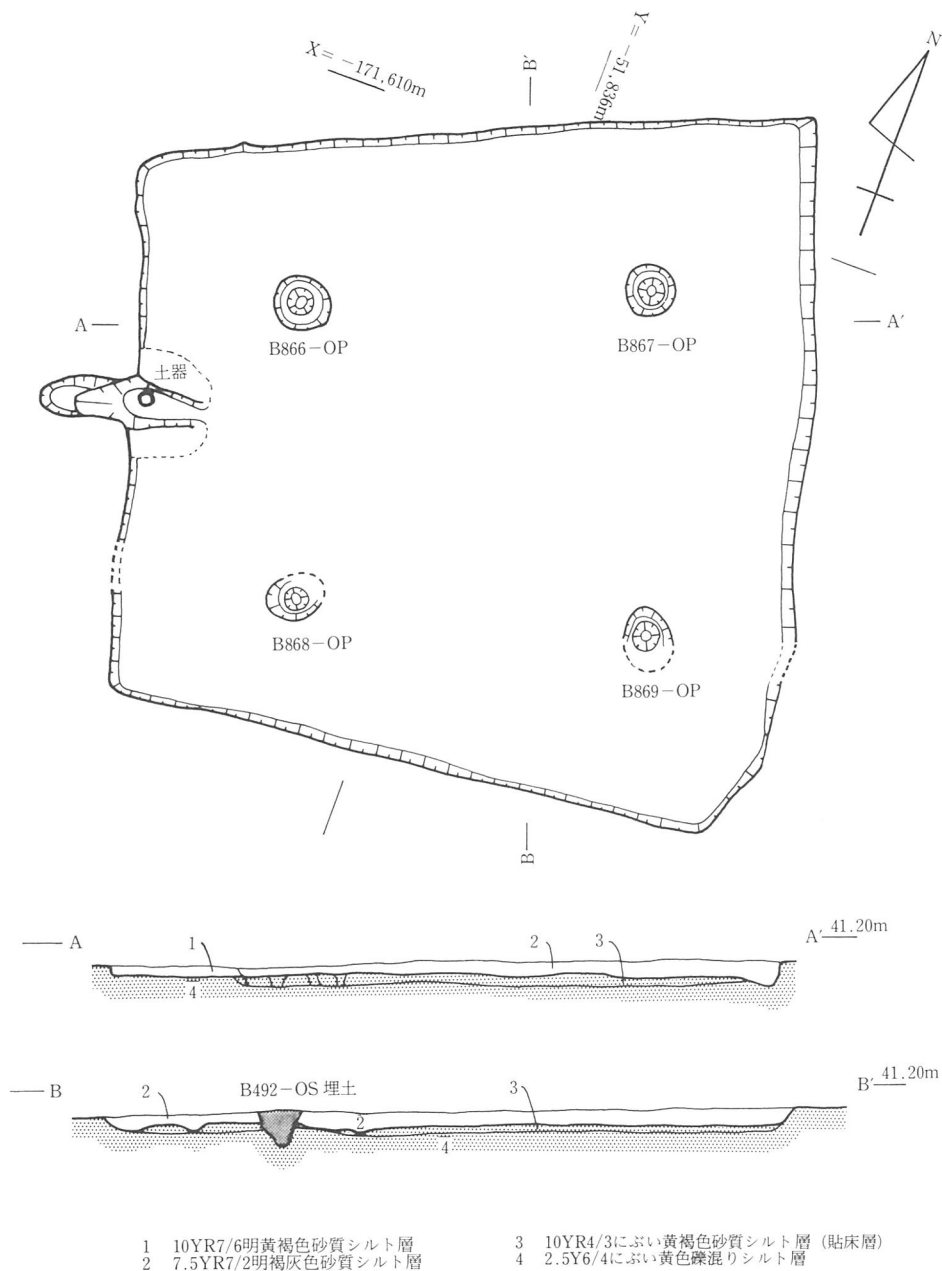 X=−171,610m
Y=−51,836m
B′
N
A
A′
B866−OP
B867−OP
土器
B868−OP
B869−OP
B
A
1
2
3
A′ 41.20m
4
B
2
B492−OS 埋土
2
3
B′ 41.20m
4
1 10YR7/6明黄褐色砂質シルト層
2 7.5YR7/2明褐灰色砂質シルト層
3 10YR4/3にぶい黄褐色砂質シルト層(貼床層)
4 2.5Y6/4にぶい黄色礫混りシルト層